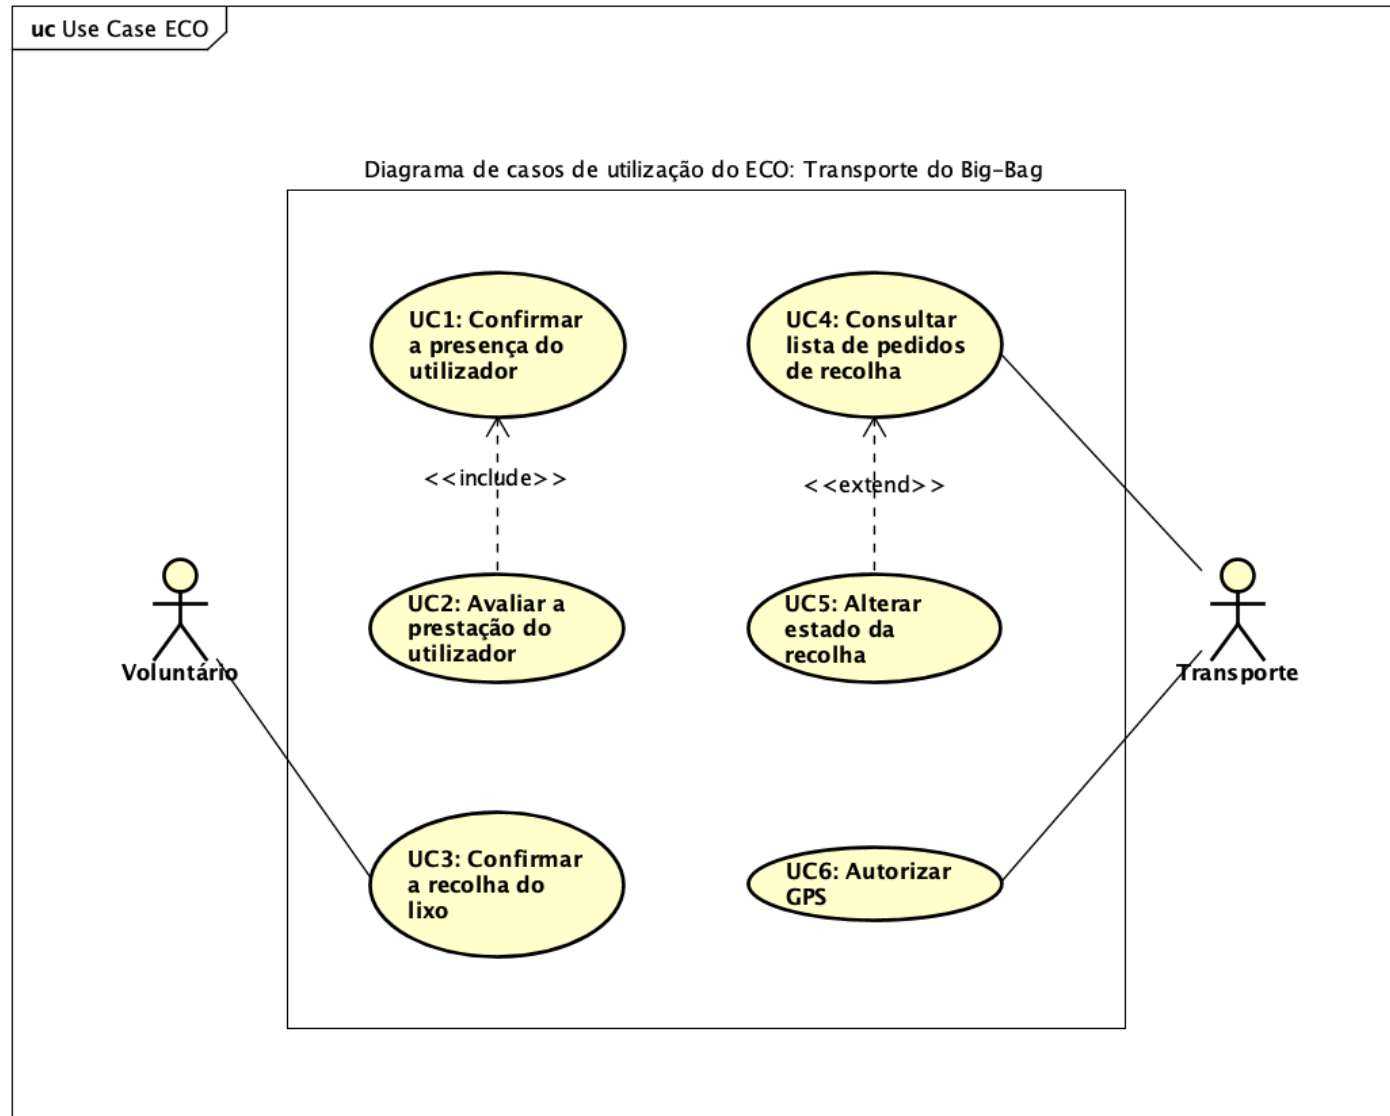 uc Use Case ECO
Diagrama de casos de utilização do ECO: Transporte do Big-Bag
UC1: Confirmar
a presença do
utilizador
UC4: Consultar
lista de pedidos
de recolha
<<include>>
<<extend>>
UC2: Avaliar a
prestação do
utilizador
UC5: Alterar
estado da
recolha
Voluntário
Transporte
UC3: Confirmar
a recolha do
lixo
UC6: Autorizar
GPS